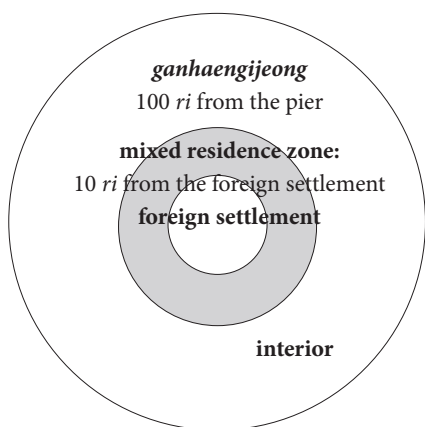 ganhaengijeong
100 ri from the pier
mixed residence zone:
10 ri from the foreign settlement
foreign settlement
interior